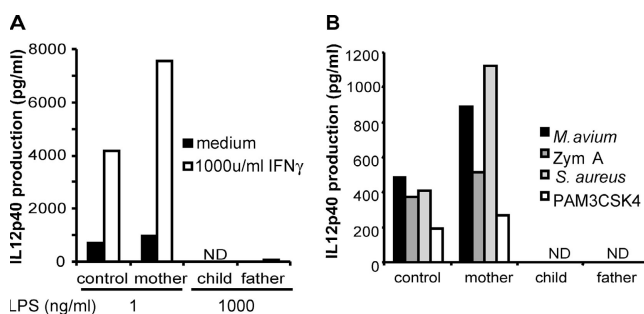 A
IL12p40 production (pg/ml)
8000
6000
4000
2000
0
medium
1000u/ml IFNγ
ND
control mother child father
LPS (ng/ml) 1 1000
B
IL12p40 production (pg/ml)
1200
1000
800
600
400
200
0
M. avium
Zym A
S. aureus
PAM3CSK4
ND ND
control mother child father